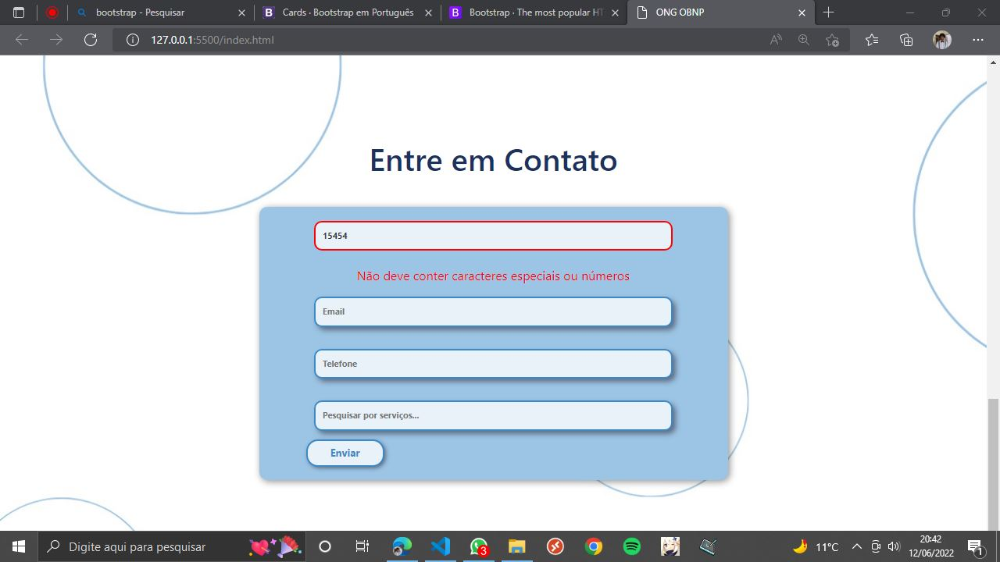 bootstrap - Pesquisar
Cards · Bootstrap em Português
Bootstrap · The most popular HT
ONG OBNP
127.0.0.1:5500/index.html
Entre em Contato
15454
Não deve conter caracteres especiais ou números
Email
Telefone
Pesquisar por serviços...
Enviar
Digite aqui para pesquisar
3
11°C
20:42
12/06/2022
1